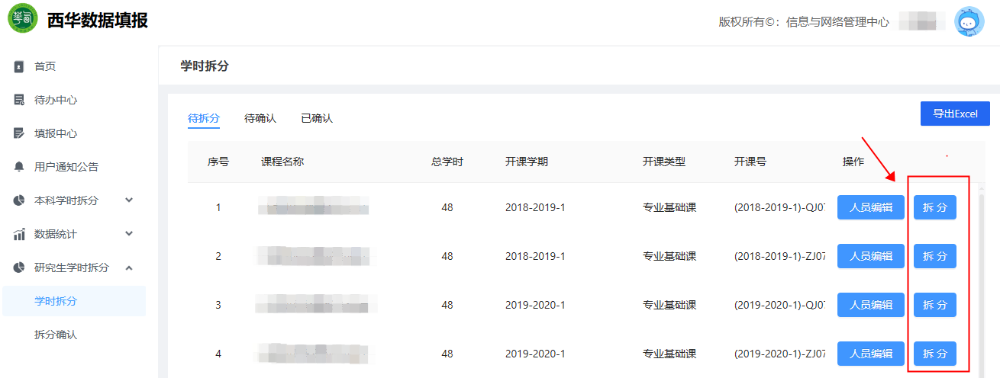 西华数据填报
版权所有©：信息与网络管理中心
首页
待办中心
填报中心
用户通知公告
本科学时拆分
数据统计
研究生学时拆分
学时拆分
拆分确认
学时拆分
待拆分 待确认 已确认
导出Excel
序号 课程名称 总学时 开课学期 开课类型 开课号 操作
1 48 2018-2019-1 专业基础课 (2018-2019-1)-QJ07 人员编辑 拆 分
2 48 2018-2019-1 专业基础课 (2018-2019-1)-ZJ07 人员编辑 拆 分
3 48 2019-2020-1 专业基础课 (2019-2020-1)-QJ07 人员编辑 拆 分
4 48 2019-2020-1 专业基础课 (2019-2020-1)-ZJ07 人员编辑 拆 分